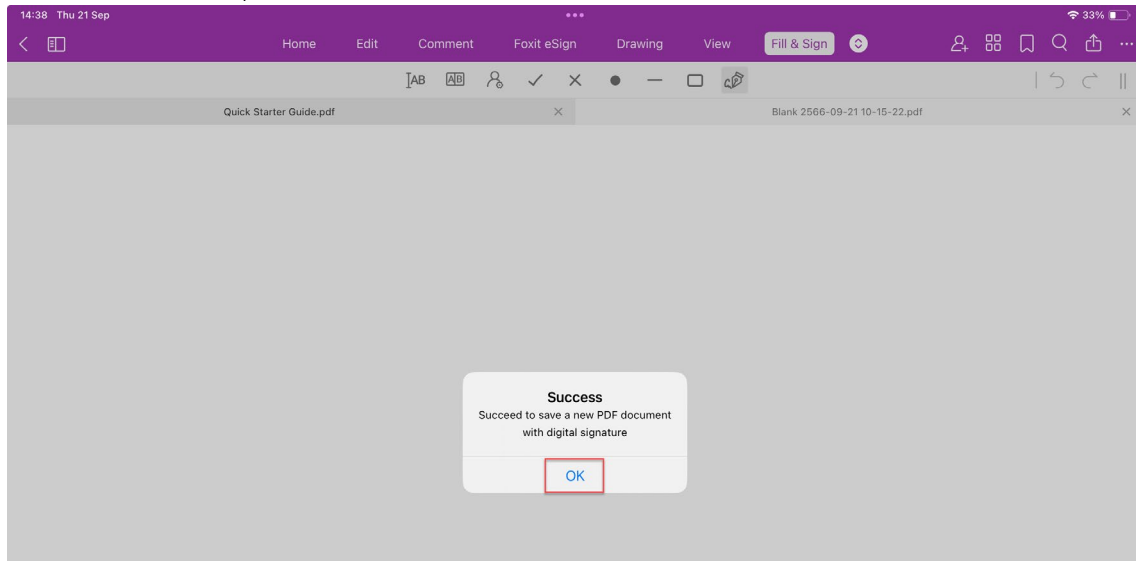 14:38 Thu 21 Sep
33%
Home Edit Comment Foxit eSign Drawing View Fill & Sign
AB AB
Quick Starter Guide.pdf
Blank 2566-09-21 10-15-22.pdf
Success
Succeed to save a new PDF document
with digital signature
OK